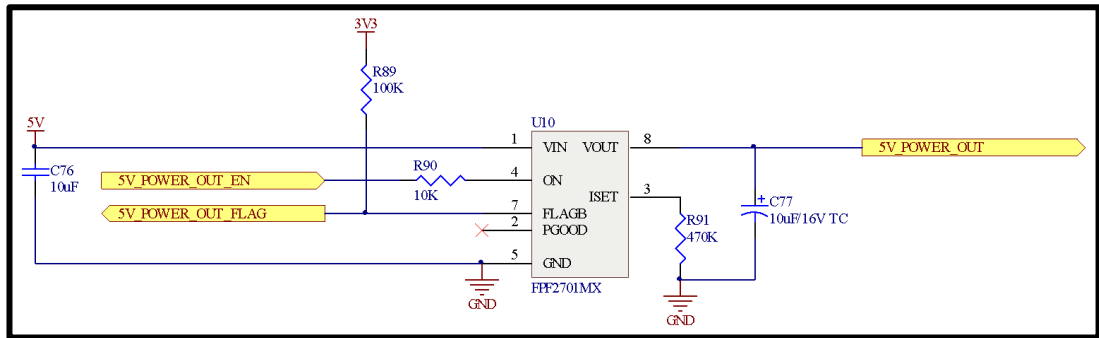 3V3
R89
100K
5V
U10
1
VIN
VOUT
8
5V_POWER_OUT
C76
10uF
R90
5V_POWER_OUT_EN
10K
4
ON
ISET
3
5V_POWER_OUT_FLAG
7
FLAGB
2
PGOOD
R91
470K
C77
10uF/16V TC
5
GND
FPF2701MX
GND
GND